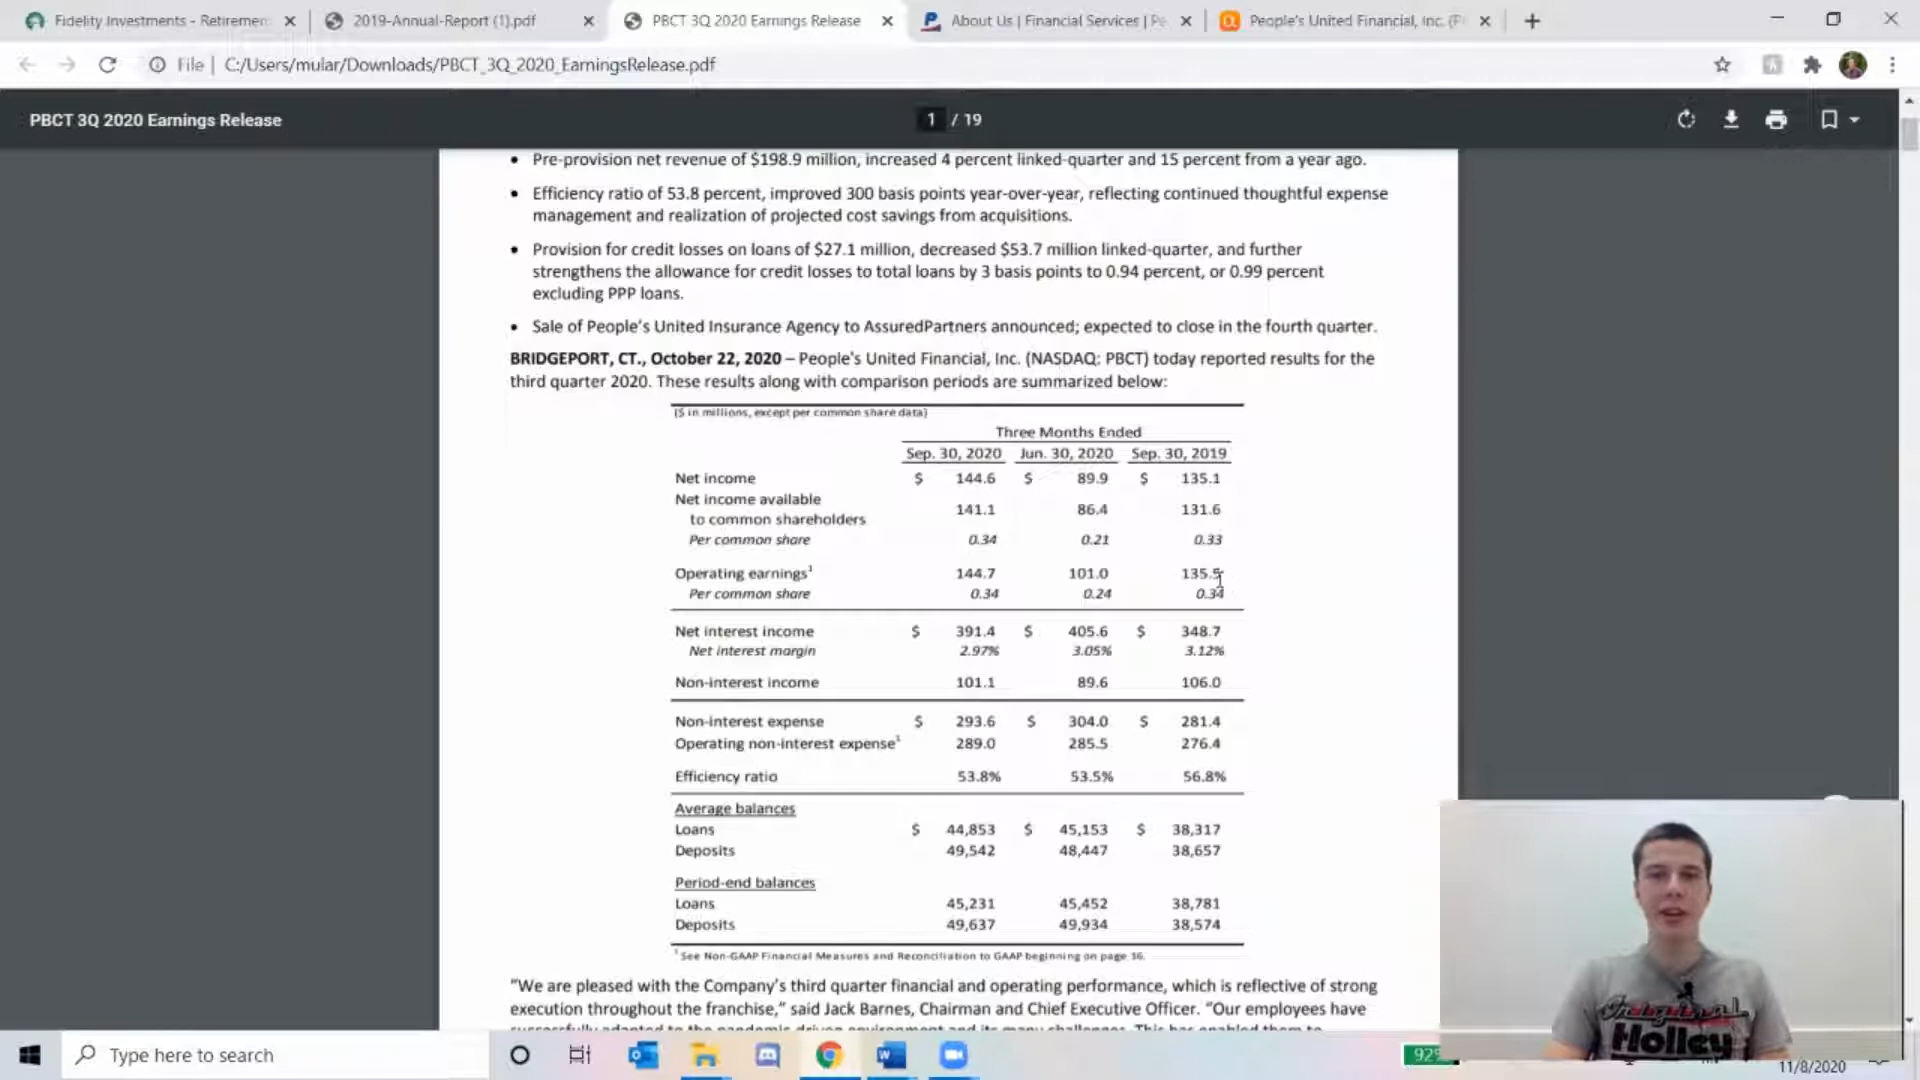 Fidelity Investments - Retiremen
2019-Annual-Report (1).pdf
PBCT 3Q 2020 Earnings Release
About Us | Financial Services | Pe
People's United Financial, Inc. (P
File | C:/Users/mular/Downloads/PBCT_3Q_2020_EarningsRelease.pdf
PBCT 3Q 2020 Earnings Release
1 / 19
• Pre-provision net revenue of $198.9 million, increased 4 percent linked-quarter and 15 percent from a year ago.
• Efficiency ratio of 53.8 percent, improved 300 basis points year-over-year, reflecting continued thoughtful expense
management and realization of projected cost savings from acquisitions.
• Provision for credit losses on loans of $27.1 million, decreased $53.7 million linked-quarter, and further
strengthens the allowance for credit losses to total loans by 3 basis points to 0.94 percent, or 0.99 percent
excluding PPP loans.
• Sale of People's United Insurance Agency to AssuredPartners announced; expected to close in the fourth quarter.
BRIDGEPORT, CT., October 22, 2020 – People's United Financial, Inc. (NASDAQ: PBCT) today reported results for the
third quarter 2020. These results along with comparison periods are summarized below:
($ in millions, except per common share data)
Three Months Ended
Sep. 30, 2020 Jun. 30, 2020 Sep. 30, 2019
Net income $ 144.6 $ 89.9 $ 135.1
Net income available
to common shareholders 141.1 86.4 131.6
Per common share 0.34 0.21 0.33
Operating earnings¹ 144.7 101.0 135.5
Per common share 0.34 0.24 0.34
Net interest income $ 391.4 $ 405.6 $ 348.7
Net interest margin 2.97% 3.05% 3.12%
Non-interest income 101.1 89.6 106.0
Non-interest expense $ 293.6 $ 304.0 $ 281.4
Operating non-interest expense¹ 289.0 285.5 276.4
Efficiency ratio 53.8% 53.5% 56.8%
Average balances
Loans $ 44,853 $ 45,153 $ 38,317
Deposits 49,542 48,447 38,657
Period-end balances
Loans 45,231 45,452 38,781
Deposits 49,637 49,934 38,574
¹ See Non-GAAP Financial Measures and Reconciliation to GAAP beginning on page 16.
"We are pleased with the Company's third quarter financial and operating performance, which is reflective of strong
execution throughout the franchise," said Jack Barnes, Chairman and Chief Executive Officer. "Our employees have
Original
Holley
Type here to search
92%
11/8/2020